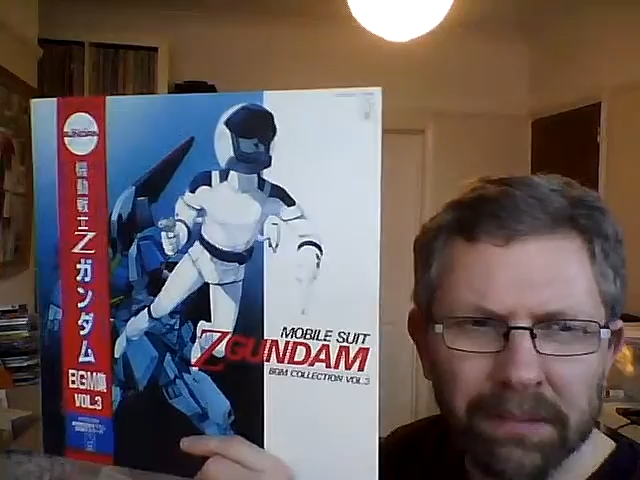 GUNDAM
機動戦士Zガンダム
BGM集
VOL.3
MOBILE SUIT
Z GUNDAM
BGM COLLECTION VOL.3